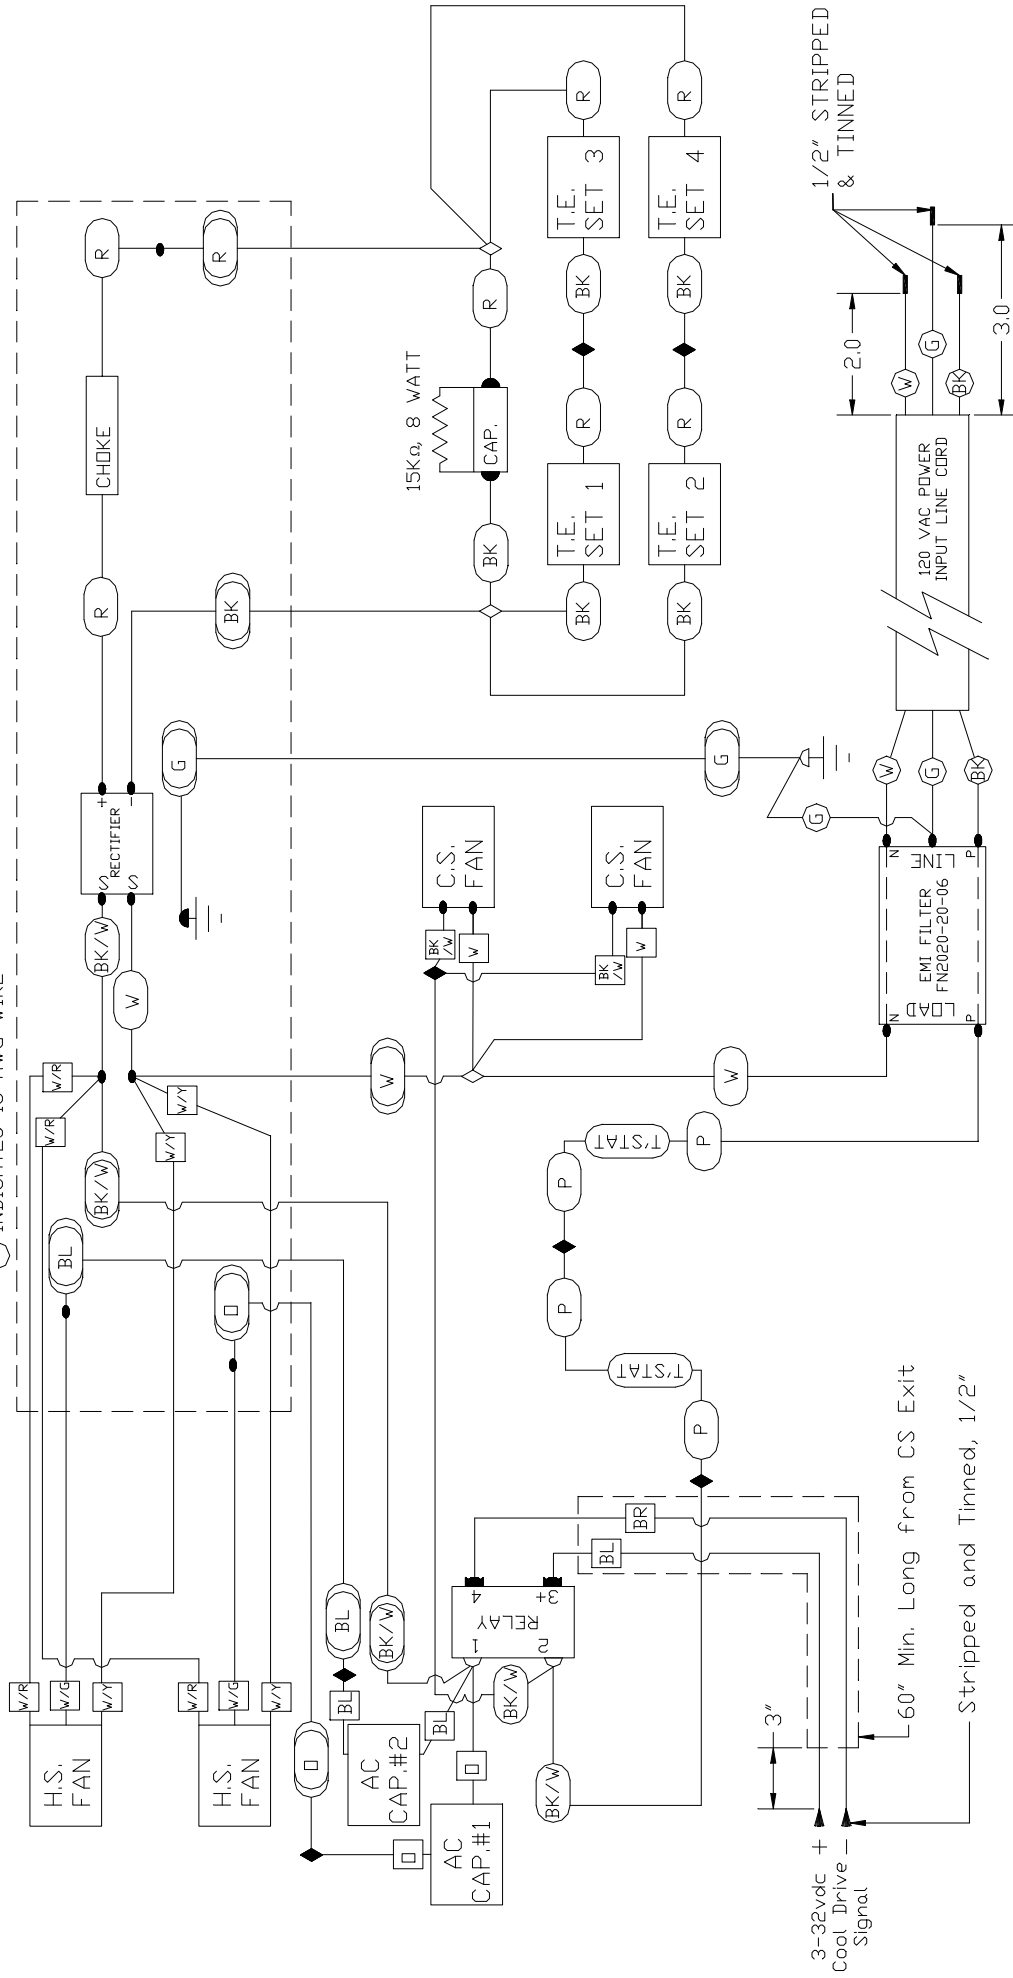 INDICATES 16 AWG WIRE
W/R
W/R
W/Y
W/Y
BK/W
BK/W
W
BL
O
S
S
RECTIFIER
+
-
R
CHOKE
R
R
BK
G
H.S.
FAN
W/R
W/G
W/Y
H.S.
FAN
W/R
W/G
W/Y
O
O
BL
BL
BK/W
AC
CAP.#2
BL
AC
CAP.#1
O
BK/W
BK/W
1
2
4
3+
RELAY
BL
BR
C.S.
FAN
BK
/W
W
C.S.
FAN
BK
/W
W
W
W
15KΩ, 8 WATT
CAP.
R
BK
T.E.
SET 1
BK
R
T.E.
SET 3
BK
R
T.E.
SET 2
BK
R
T.E.
SET 4
BK
R
P
T'STAT
P
P
T'STAT
P
G
G
EMI FILTER
FN2020-20-06
LOAD
LINE
N
P
N
P
W
G
BK
120 VAC POWER
INPUT LINE CORD
W
G
BK
2.0
3.0
1/2" STRIPPED
& TINNED
3"
60" Min. Long from CS Exit
Stripped and Tinned, 1/2"
3-32vdc +
Cool Drive -
Signal